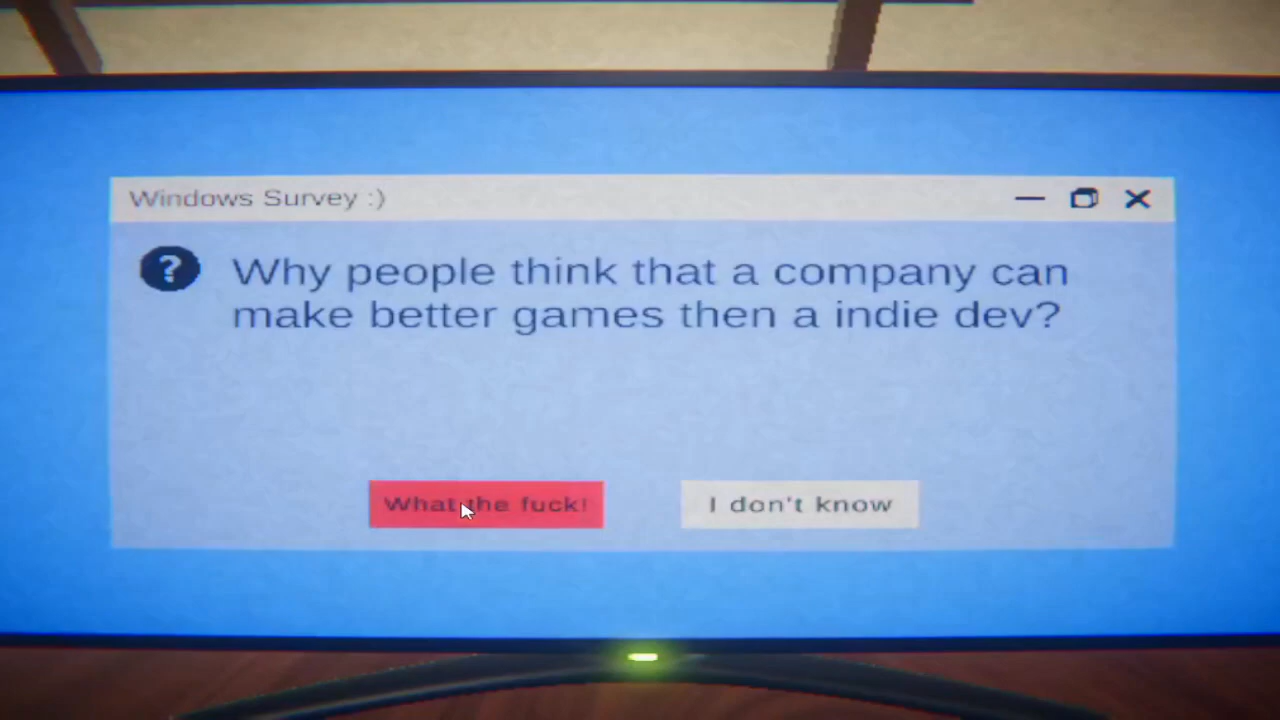 Windows Survey :)
?
Why people think that a company can
make better games then a indie dev?
What the fuck!
I don't know